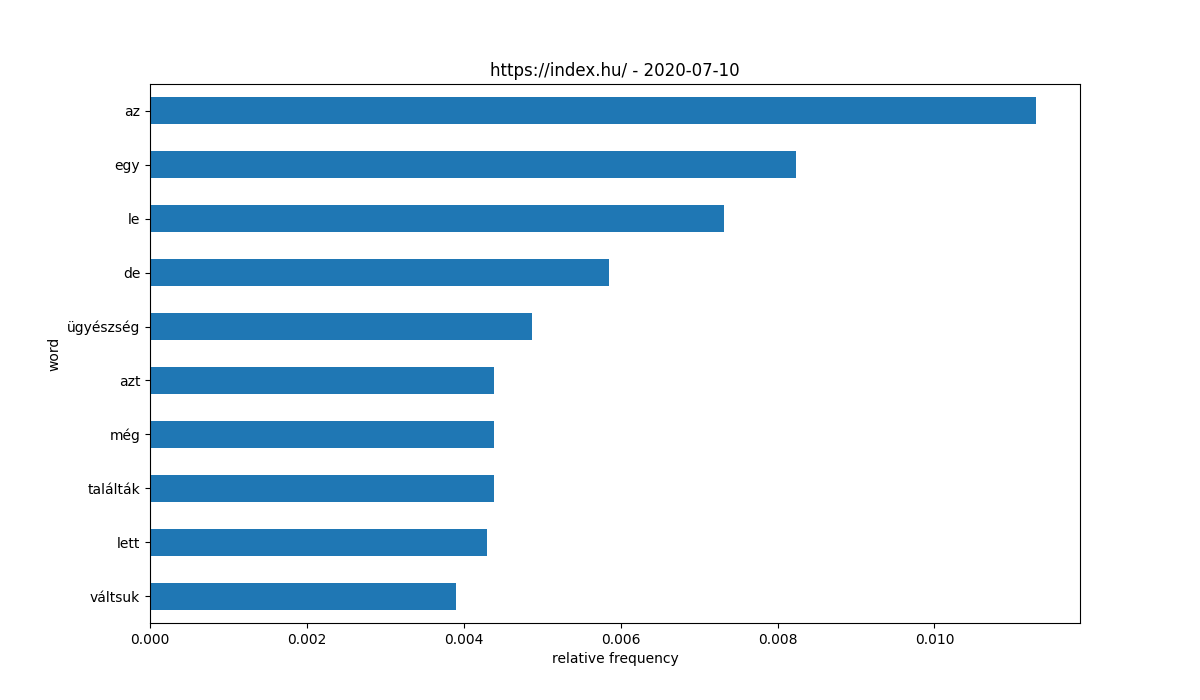 https://index.hu/ - 2020-07-10
az
egy
le
de
ügyészség
azt
még
találták
lett
váltsuk
word
0.000 0.002 0.004 0.006 0.008 0.010
relative frequency